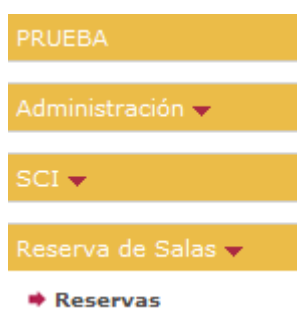 PRUEBA
Administración
SCI
Reserva de Salas
Reservas